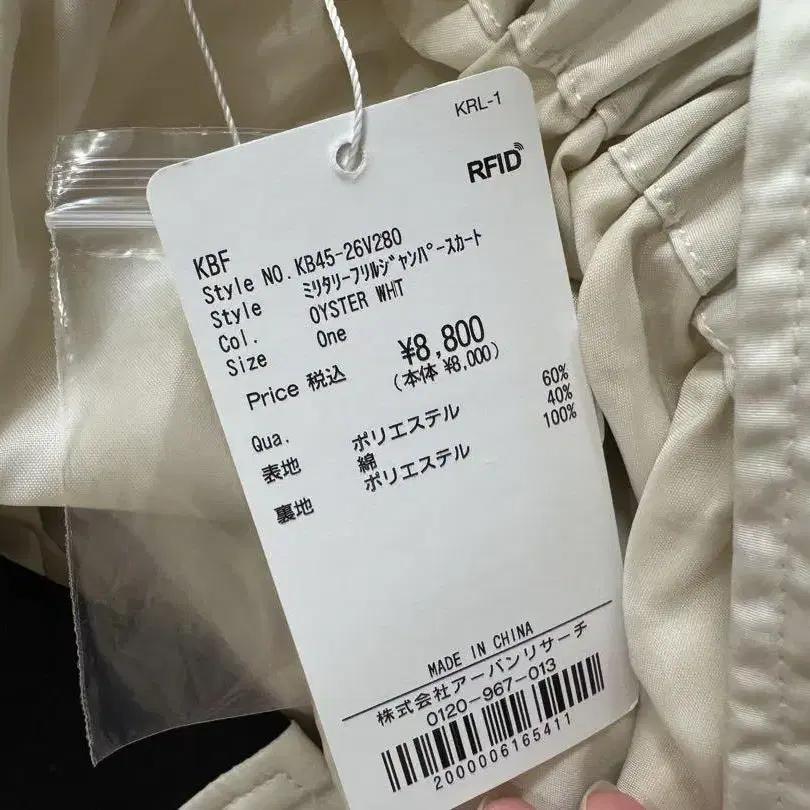 KRL-1
RFID
KBF
Style NO. KB45-26V280
Style ﾐﾘﾀﾘｰﾌﾘﾙｼﾞｬﾝﾊﾟｰｽｶｰﾄ
Col. OYSTER WHIT
Size One
Price 税込 ¥8,800
(本体 ¥8,000)
Qua.
表地 ポリエステル 60%
綿 40%
裏地 ポリエステル 100%
MADE IN CHINA
株式会社アーバンリサーチ
0120-967-013
2000006165411